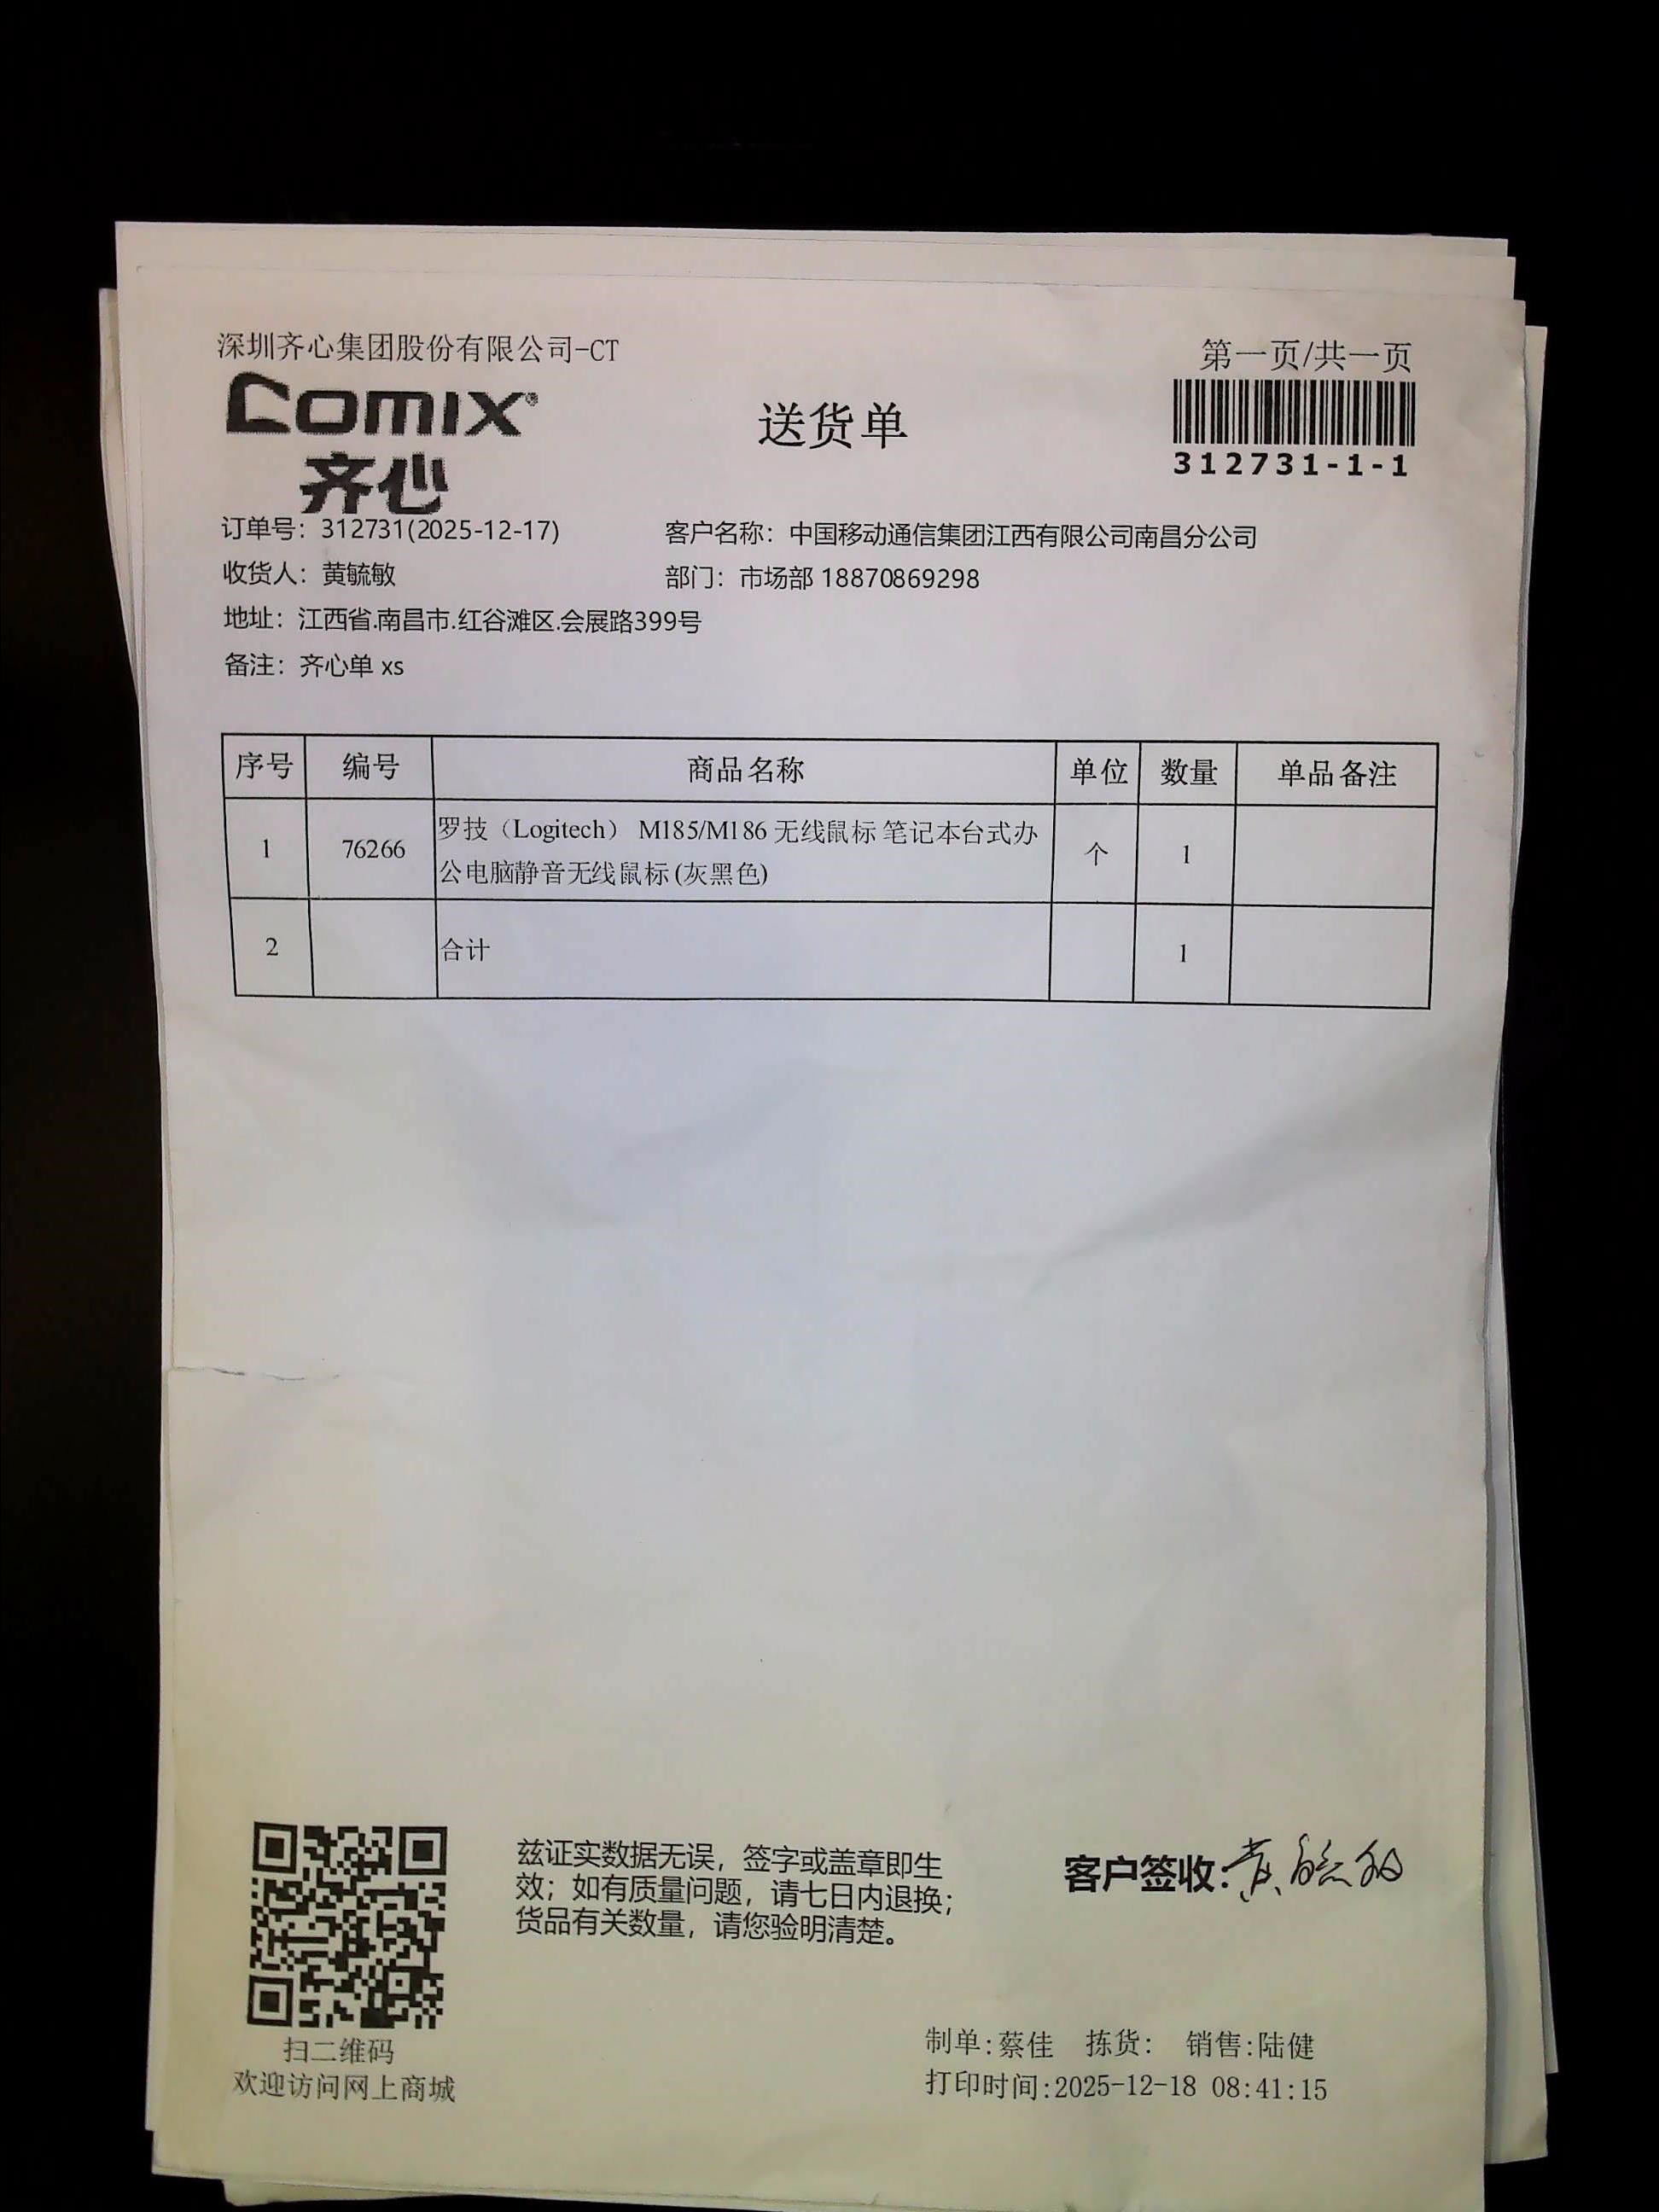 深圳齐心集团股份有限公司-CT
第一页/共一页
COMIX®
齐心
送货单
312731-1-1
订单号：312731(2025-12-17)
客户名称：中国移动通信集团江西有限公司南昌分公司
收货人：黄毓敏
部门：市场部 18870869298
地址：江西省.南昌市.红谷滩区.会展路399号
备注：齐心单 xs
序号 编号 商品名称 单位 数量 单品备注
罗技（Logitech） M185/M186 无线鼠标 笔记本台式办
1 76266 个 1
公电脑静音无线鼠标 (灰黑色)
2 合计 1
兹证实数据无误，签字或盖章即生
效；如有质量问题，请七日内退换；
货品有关数量，请您验明清楚。
客户签收:黄毓敏
扫二维码
欢迎访问网上商城
制单:蔡佳 拣货: 销售:陆健
打印时间:2025-12-18 08:41:15